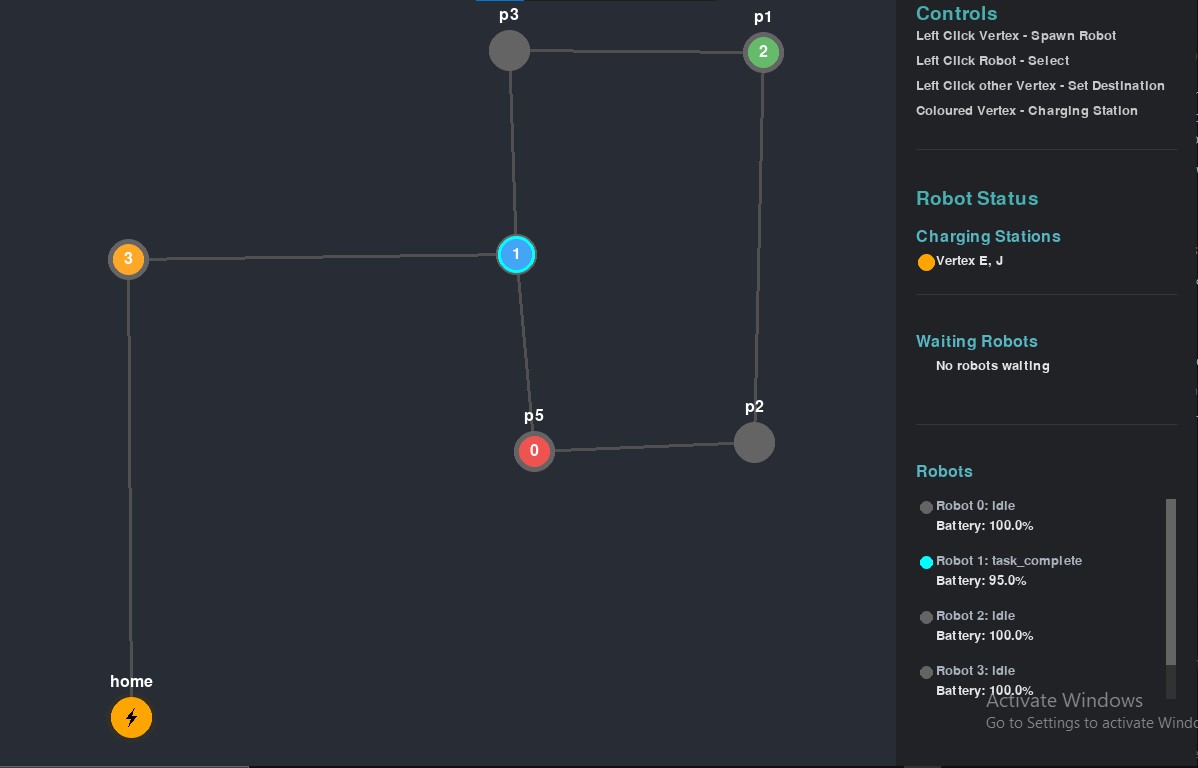 p3
p1
2
3
1
p5
0
p2
home
Controls
Left Click Vertex - Spawn Robot
Left Click Robot - Select
Left Click other Vertex - Set Destination
Coloured Vertex - Charging Station
Robot Status
Charging Stations
Vertex E, J
Waiting Robots
No robots waiting
Robots
Robot 0: Idle
Battery: 100.0%
Robot 1: task_complete
Battery: 95.0%
Robot 2: Idle
Battery: 100.0%
Robot 3: Idle
Battery: 100.0%
Activate Windows
Go to Settings to activate Windo